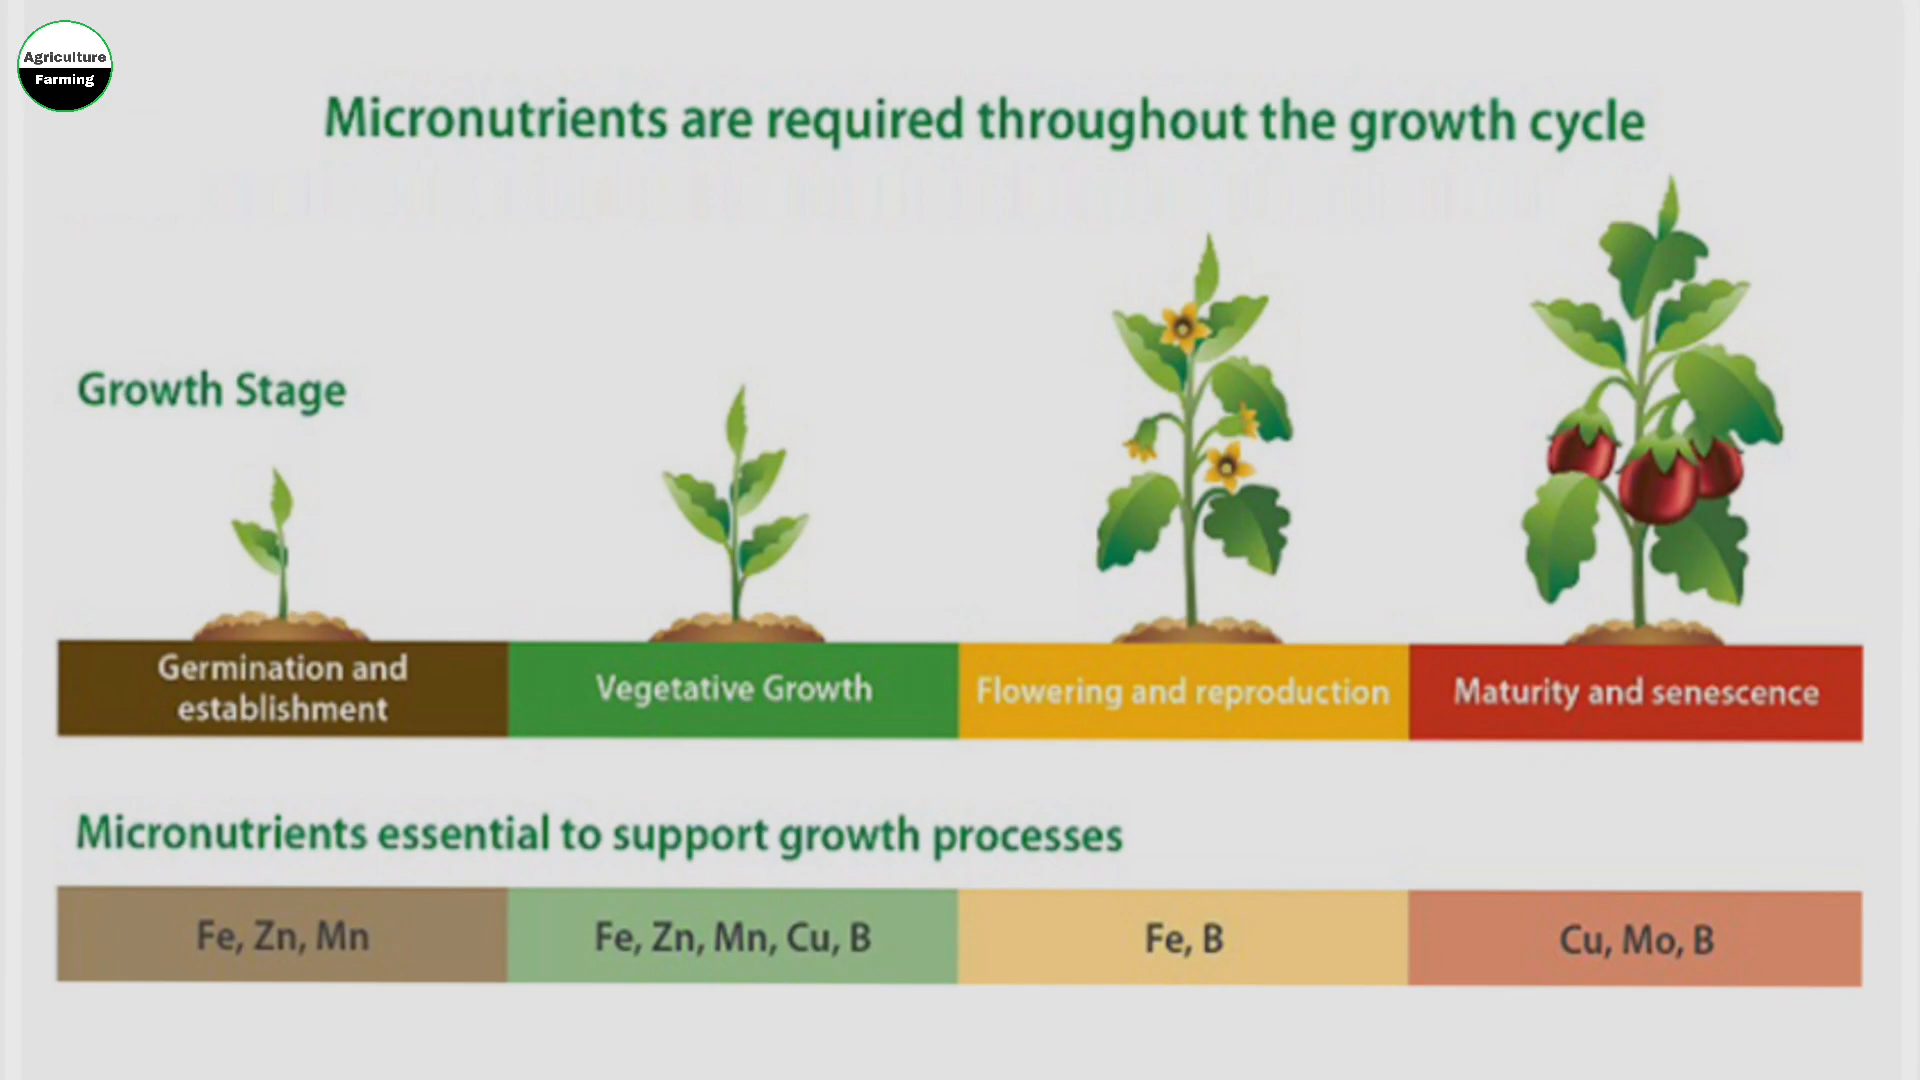 Agriculture
Farming
Micronutrients are required throughout the growth cycle
Growth Stage
Germination and
establishment
Vegetative Growth
Flowering and reproduction
Maturity and senescence
Micronutrients essential to support growth processes
Fe, Zn, Mn
Fe, Zn, Mn, Cu, B
Fe, B
Cu, Mo, B